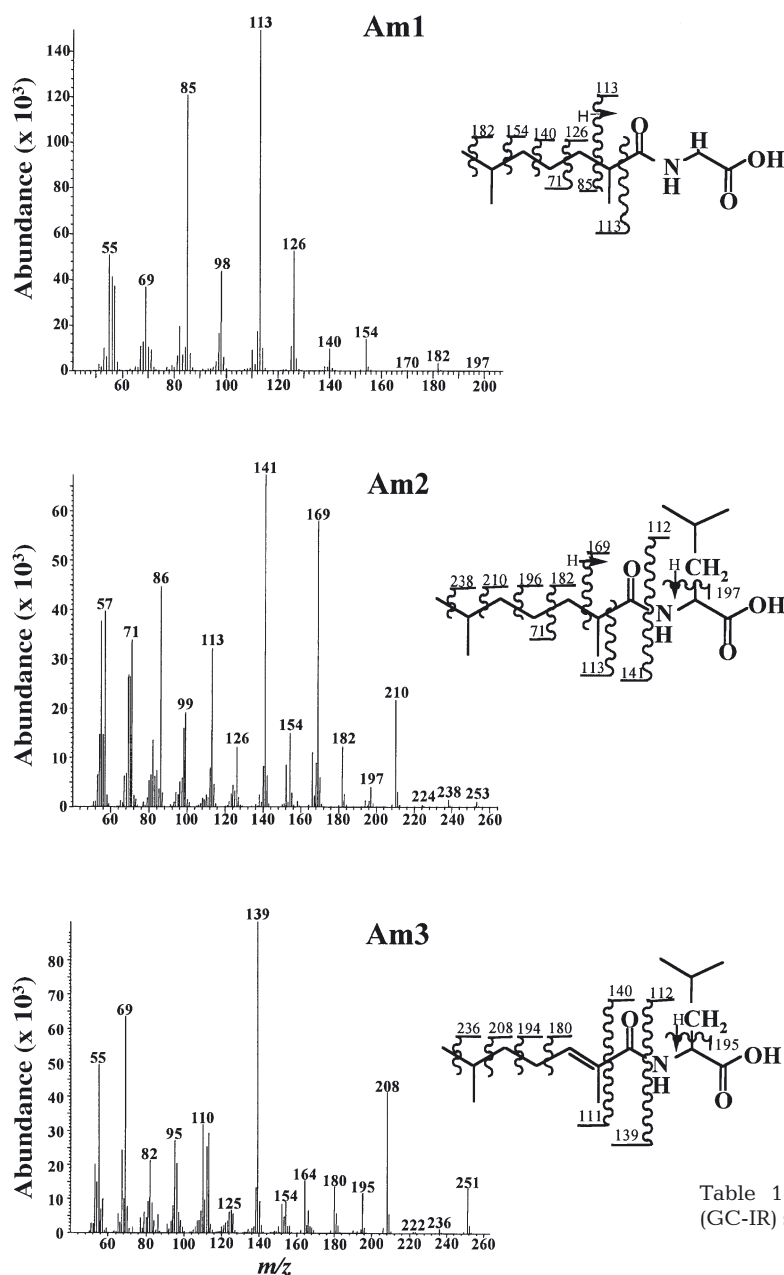 Am1
Abundance (x 10³)
140
120
100
80
60
40
20
0
55
69
85
98
113
126
140
154
170
182
197
60 80 100 120 140 160 180 200
113
H
182 154 140 126
O
H
N
H
OH
O
71
85
113
Am2
Abundance (x 10³)
60
50
40
30
20
10
0
57
71
86
99
113
126
141
154
169
182
197
210
224
238
253
60 80 100 120 140 160 180 200 220 240 260
112
169
H
238 210 196 182
O
H
CH2
197
N
H
OH
O
71
113
141
Am3
Abundance (x 10³)
80
70
60
50
40
30
20
10
0
55
69
82
95
110
125
139
154
164
180
195
208
222
236
251
60 80 100 120 140 160 180 200 220 240 260
m/z
140 112
236 208 194 180
O
H
CH2
195
N
H
OH
O
111
139
Table 1
(GC-IR)